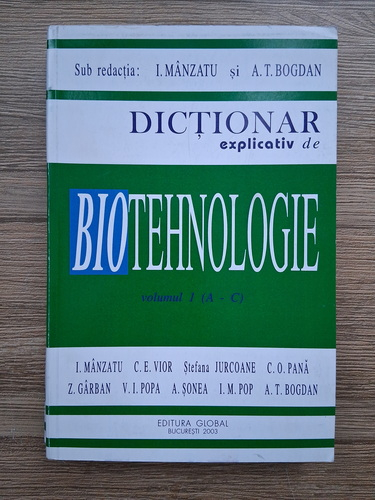 Sub redacția: I. MÂNZATU și A. T. BOGDAN
DICȚIONAR
explicativ de
BIOTEHNOLOGIE
volumul 1 (A - C)
I. MÂNZATU C. E. VIOR Ștefana JURCOANE C. O. PANĂ
Z. GÂRBAN V. I. POPA A. ȘONEA I. M. POP A. T. BOGDAN
EDITURA GLOBAL
BUCUREȘTI 2003